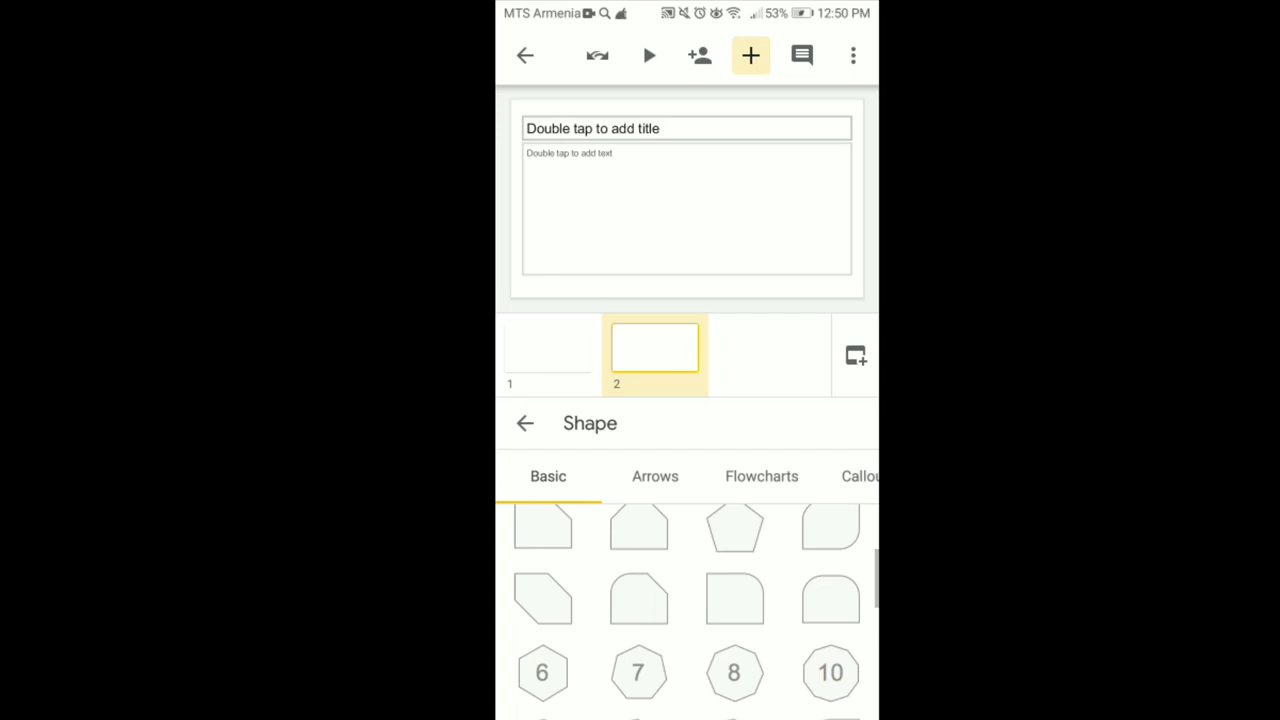 MTS Armenia 53% 12:50 PM
Double tap to add title
Double tap to add text
1 2
Shape
Basic Arrows Flowcharts Callou
6 7 8 10